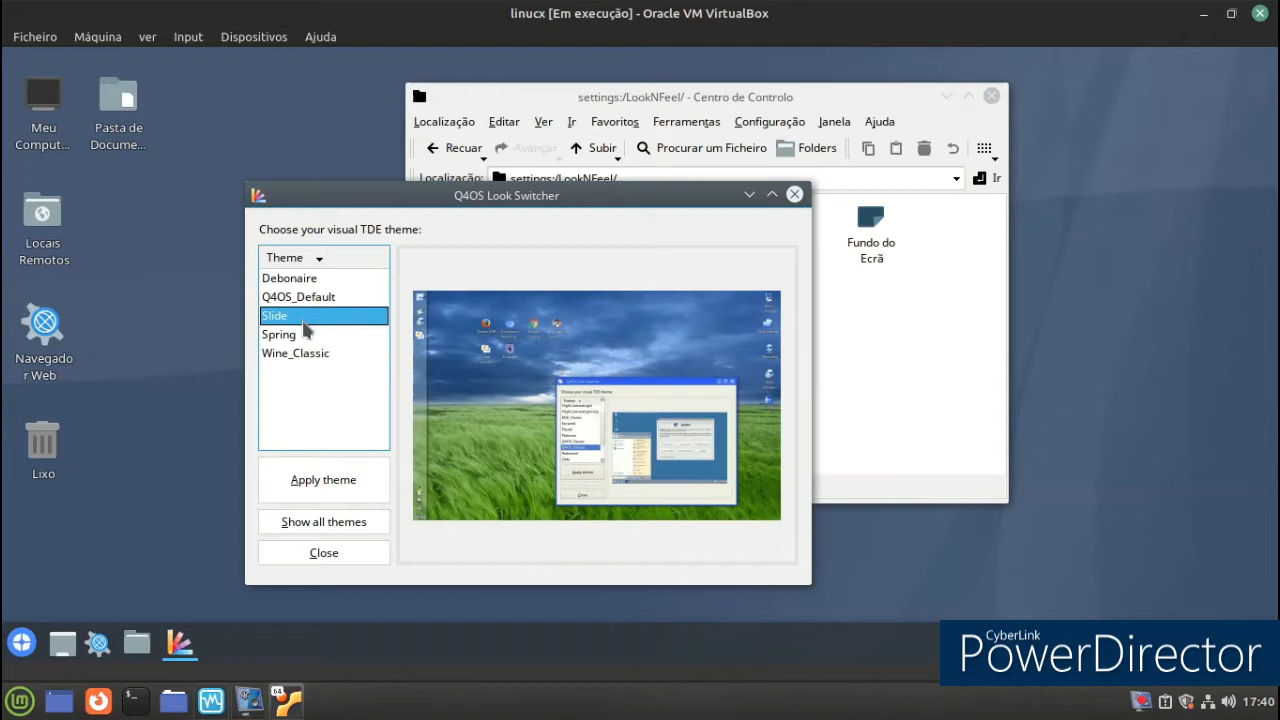 linucx [Em execução] - Oracle VM VirtualBox
Ficheiro Máquina ver Input Dispositivos Ajuda
Meu Comput...
Pasta de Docume...
Locais Remotos
Navegado r Web
Lixo
settings:/LookNFeel/ - Centro de Controlo
Localização Editar Ver Ir Favoritos Ferramentas Configuração Janela Ajuda
Recuar Avançar Subir Procurar um Ficheiro Folders
Localização: settings:/LookNFeel/ Ir
Fundo do Ecrã
Q4OS Look Switcher
Choose your visual TDE theme:
Theme
Debonaire
Q4OS_Default
Slide
Spring
Wine_Classic
Apply theme
Show all themes
Close
CyberLink
PowerDirector
64
17:40